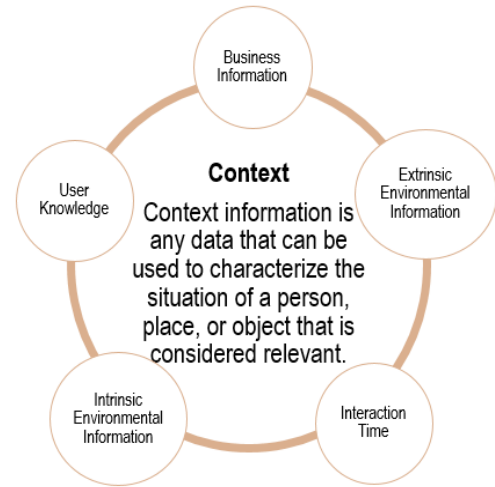 Business
Information
Extrinsic
Environmental
Information
Interaction
Time
Intrinsic
Environmental
Information
User
Knowledge
Context
Context information is
any data that can be
used to characterize the
situation of a person,
place, or object that is
considered relevant.